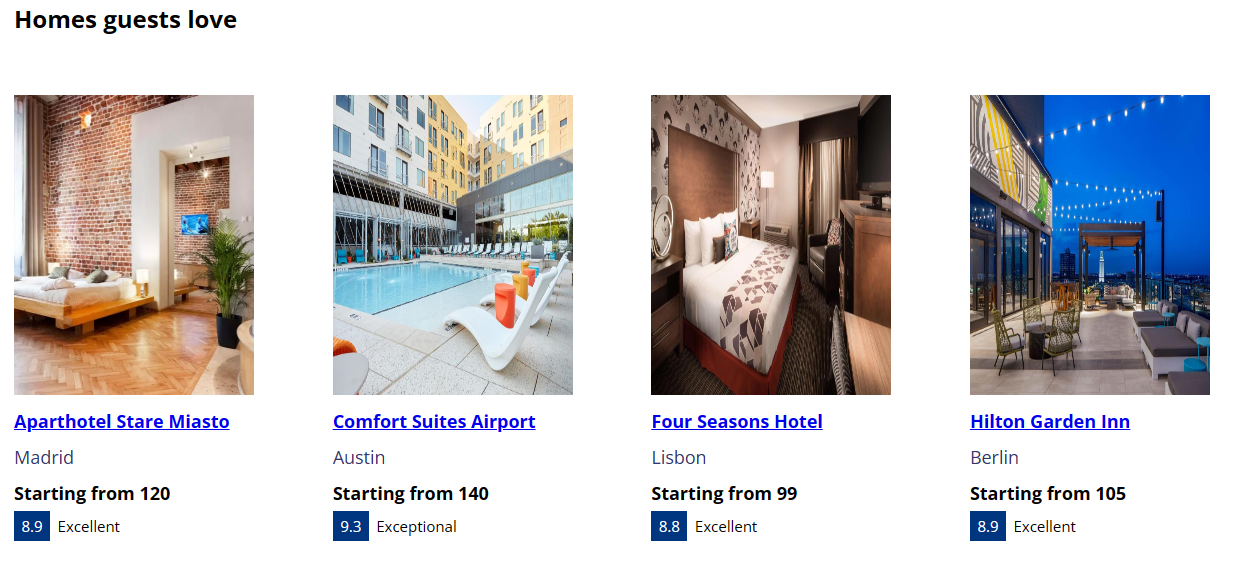 Homes guests love
Aparthotel Stare Miasto
Madrid
Starting from 120
8.9 Excellent
Comfort Suites Airport
Austin
Starting from 140
9.3 Exceptional
Four Seasons Hotel
Lisbon
Starting from 99
8.8 Excellent
Hilton Garden Inn
Berlin
Starting from 105
8.9 Excellent